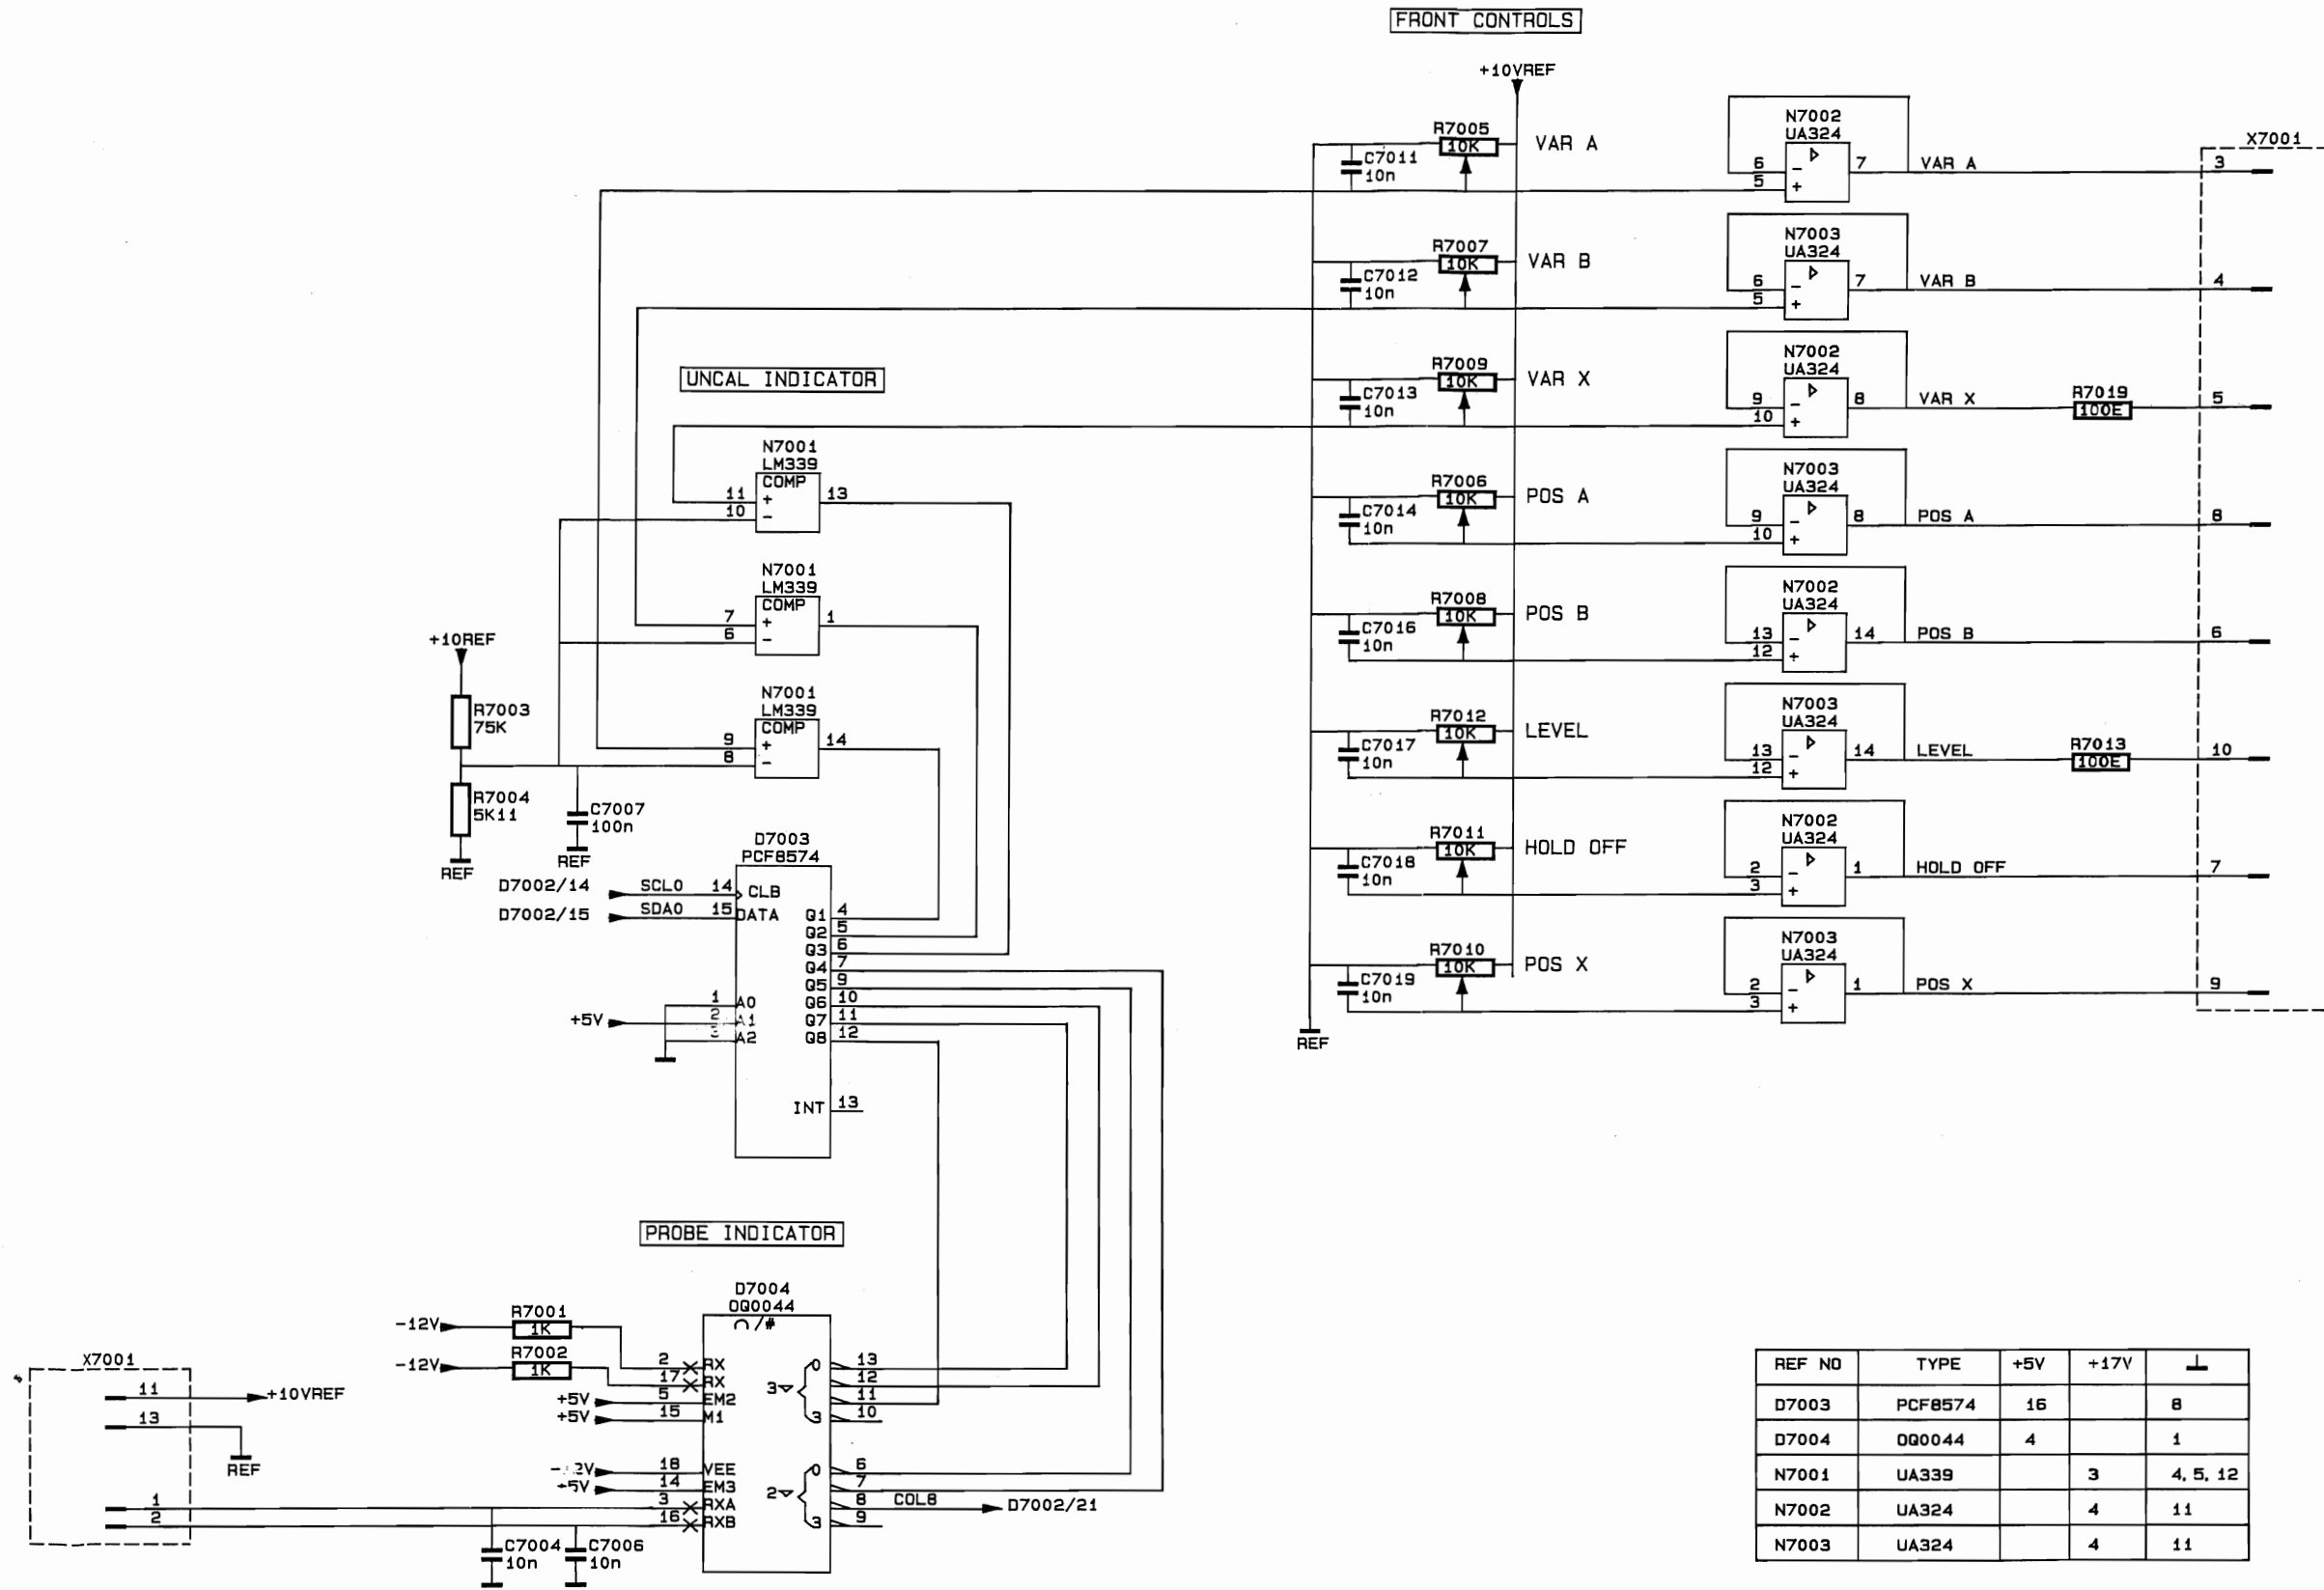 FRONT CONTROLS
+10VREF
R7005
10K
VAR A
C7011
10n
N7002
UA324
6
5
7
VAR A
X7001
3
R7007
10K
VAR B
C7012
10n
N7003
UA324
6
5
7
VAR B
4
R7009
10K
VAR X
C7013
10n
N7002
UA324
9
10
8
VAR X
R7019
100E
5
R7006
10K
POS A
C7014
10n
N7003
UA324
9
10
8
POS A
8
R7008
10K
POS B
C7016
10n
N7002
UA324
13
12
14
POS B
6
R7012
10K
LEVEL
C7017
10n
N7003
UA324
13
12
14
LEVEL
R7013
100E
10
R7011
10K
HOLD OFF
C7018
10n
N7002
UA324
2
3
1
HOLD OFF
7
R7010
10K
POS X
C7019
10n
N7003
UA324
2
3
1
POS X
9
REF
UNCAL INDICATOR
N7001
LM339
COMP
11
10
13
N7001
LM339
COMP
7
6
1
N7001
LM339
COMP
9
8
14
+10REF
R7003
75K
R7004
5K11
REF
C7007
100n
REF
D7003
PCF8574
D7002/14 SCL0 14 CLB
D7002/15 SDA0 15 DATA
Q1 4
Q2 5
Q3 6
Q4 7
Q5 9
Q6 10
Q7 11
Q8 12
1 A0
+5V 2 A1
A2
INT 13
PROBE INDICATOR
D7004
OQ0044
∩/#
-12V R7001
1K
-12V R7002
1K
2 RX
17 RX
+5V 5 EM2
+5V 15 M1
18 VEE
+5V 14 EM3
3 RXA
16 RXB
0 13
12
3 11
3 10
0 6
7
2 8 COL8 D7002/21
3 9
X7001
11 +10VREF
13
REF
1
2
C7004
10n
C7006
10n
REF NO TYPE +5V +17V ⊥
D7003 PCF8574 16 8
D7004 OQ0044 4 1
N7001 UA339 3 4, 5, 12
N7002 UA324 4 11
N7003 UA324 4 11